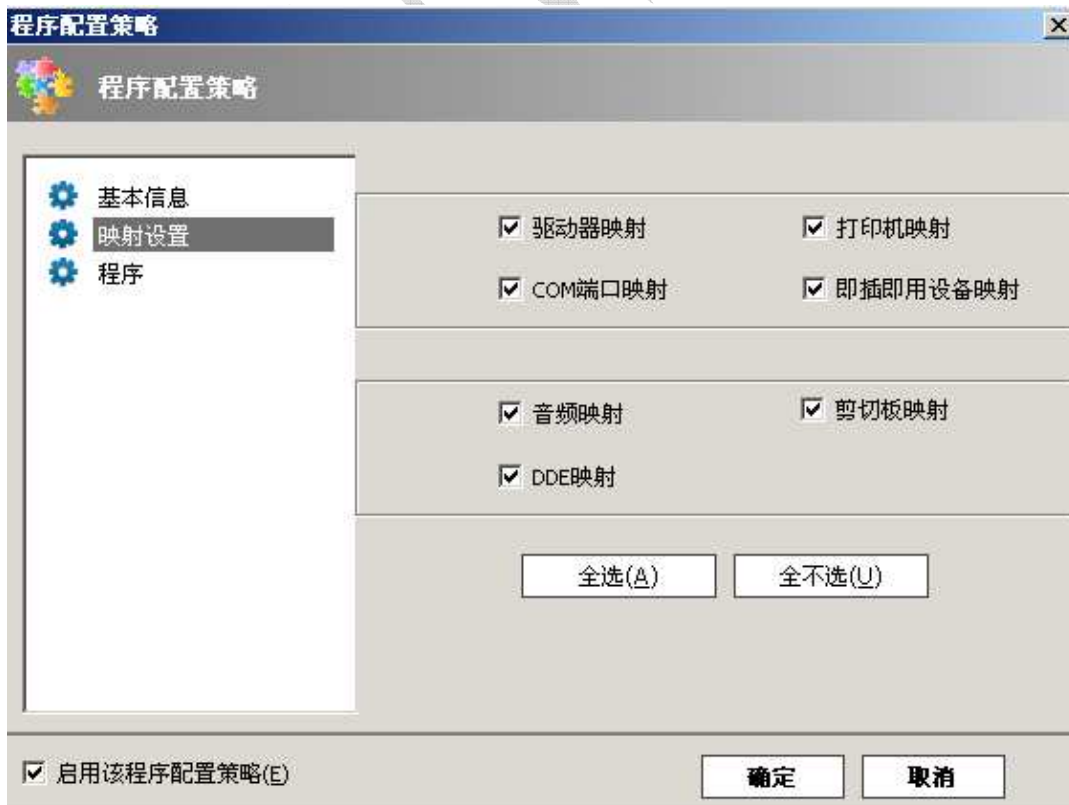 程序配置策略
程序配置策略
基本信息
映射设置
程序
驱动器映射 打印机映射
COM端口映射 即插即用设备映射
音频映射 剪切板映射
DDE映射
全选(A) 全不选(U)
启用该程序配置策略(E) 确定 取消